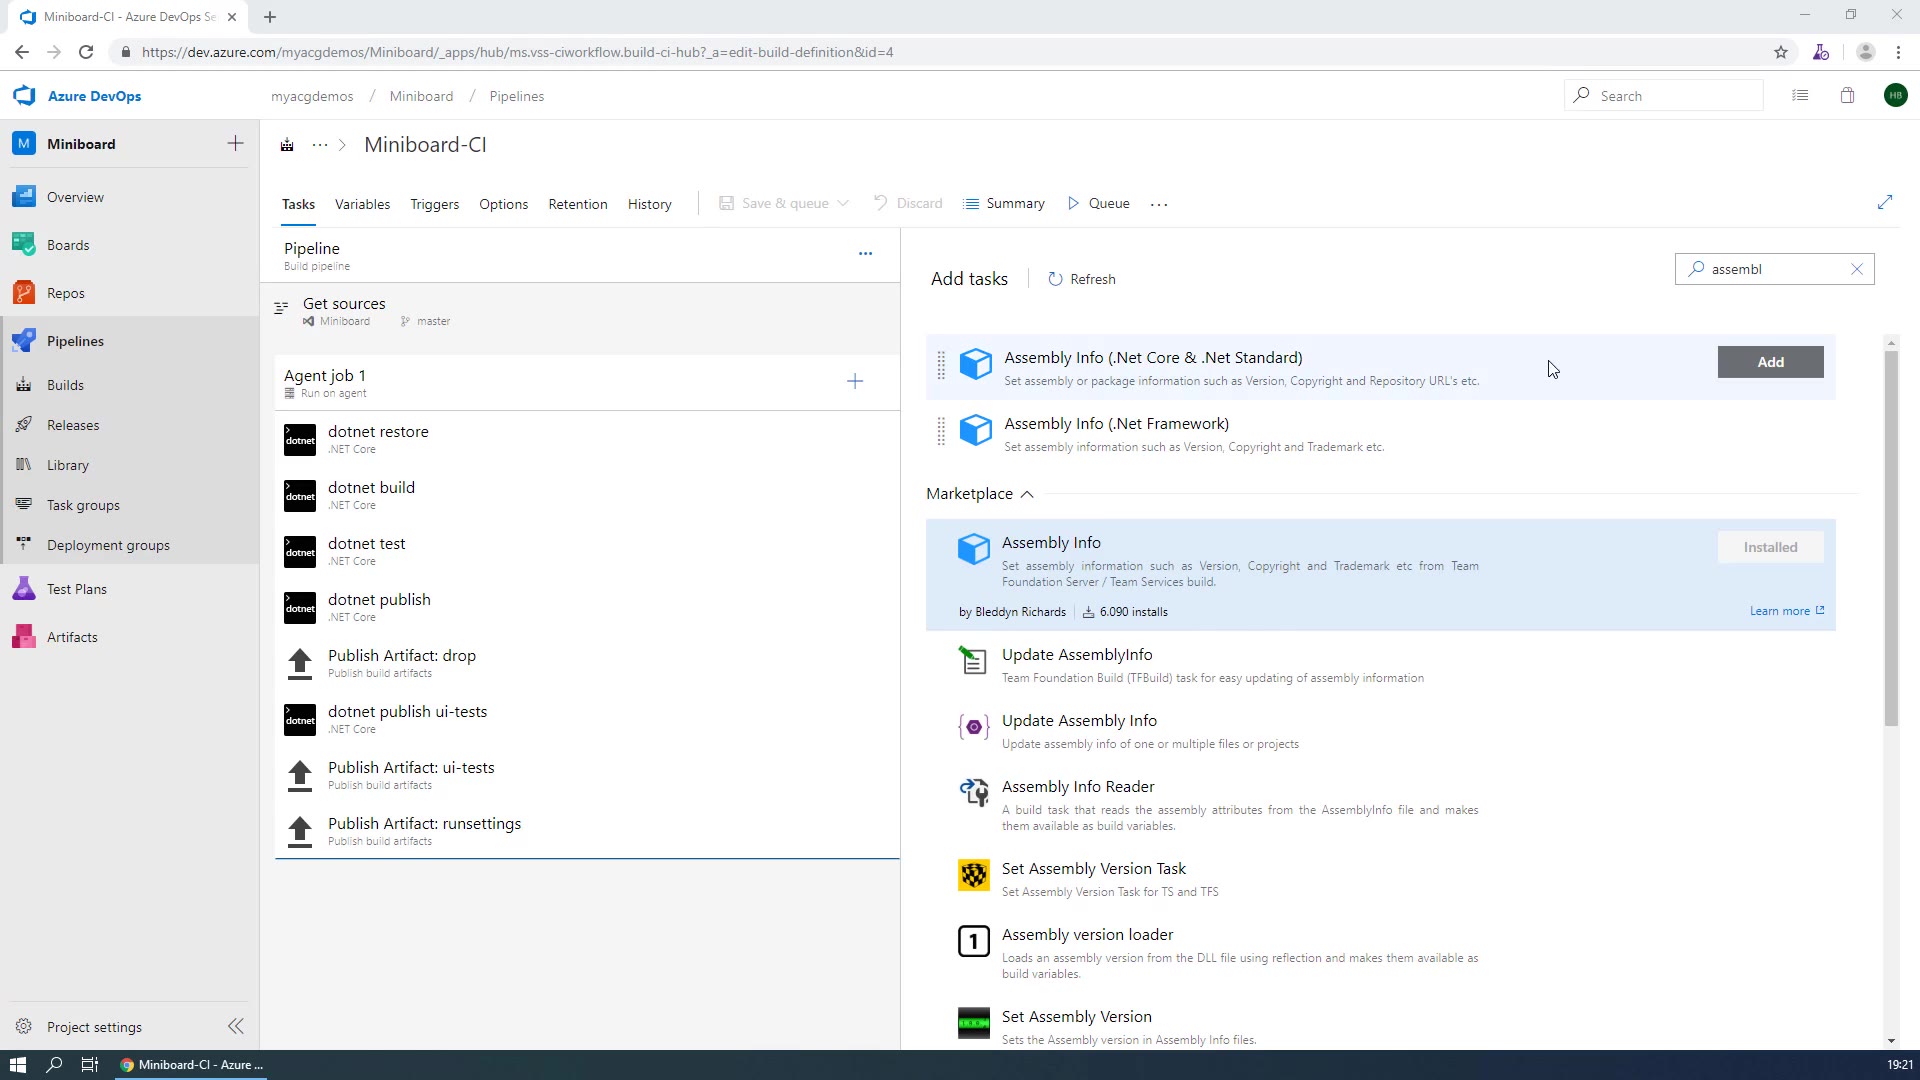 Miniboard-CI - Azure DevOps Se
https://dev.azure.com/myacgdemos/Miniboard/_apps/hub/ms.vss-ciworkflow.build-ci-hub?_a=edit-build-definition&id=4
Azure DevOps
myacgdemos / Miniboard / Pipelines
Search
HB
M Miniboard
Overview
Boards
Repos
Pipelines
Builds
Releases
Library
Task groups
Deployment groups
Test Plans
Artifacts
Project settings
Miniboard-CI
Tasks Variables Triggers Options Retention History
Save & queue Discard Summary Queue ...
Pipeline
Build pipeline
Get sources
Miniboard master
Agent job 1
Run on agent
dotnet
dotnet restore
.NET Core
dotnet
dotnet build
.NET Core
dotnet
dotnet test
.NET Core
dotnet
dotnet publish
.NET Core
Publish Artifact: drop
Publish build artifacts
dotnet
dotnet publish ui-tests
.NET Core
Publish Artifact: ui-tests
Publish build artifacts
Publish Artifact: runsettings
Publish build artifacts
Add tasks
Refresh
assembl
Assembly Info (.Net Core & .Net Standard)
Set assembly or package information such as Version, Copyright and Repository URL's etc.
Add
Assembly Info (.Net Framework)
Set assembly information such as Version, Copyright and Trademark etc.
Marketplace
Assembly Info
Set assembly information such as Version, Copyright and Trademark etc from Team
Foundation Server / Team Services build.
Installed
by Bleddyn Richards 6.090 installs
Learn more
Update AssemblyInfo
Team Foundation Build (TFBuild) task for easy updating of assembly information
Update Assembly Info
Update assembly info of one or multiple files or projects
Assembly Info Reader
A build task that reads the assembly attributes from the AssemblyInfo file and makes
them available as build variables.
Set Assembly Version Task
Set Assembly Version Task for TS and TFS
1
Assembly version loader
Loads an assembly version from the DLL file using reflection and makes them available as
build variables.
Set Assembly Version
Sets the Assembly version in Assembly Info files.
Miniboard-CI - Azure ...
19:21